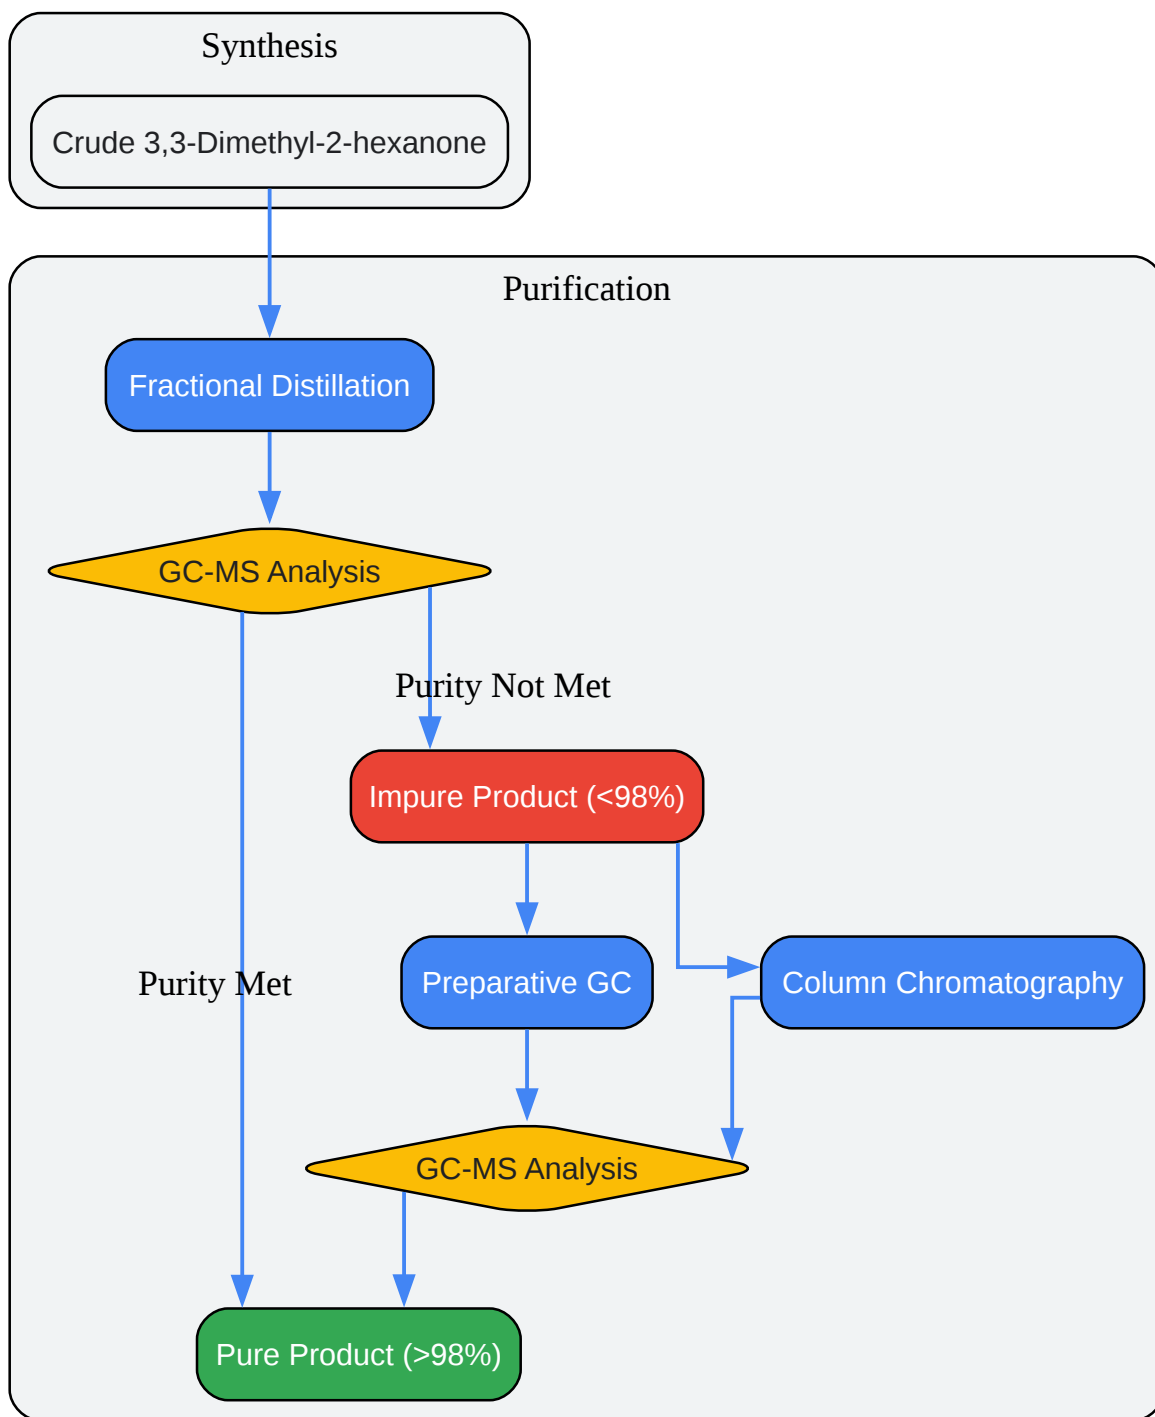 Synthesis
Crude 3,3-Dimethyl-2-hexanone
Purification
Fractional Distillation
GC-MS Analysis
Purity Not Met
Impure Product (<98%)
Purity Met
Preparative GC
Column Chromatography
GC-MS Analysis
Pure Product (>98%)